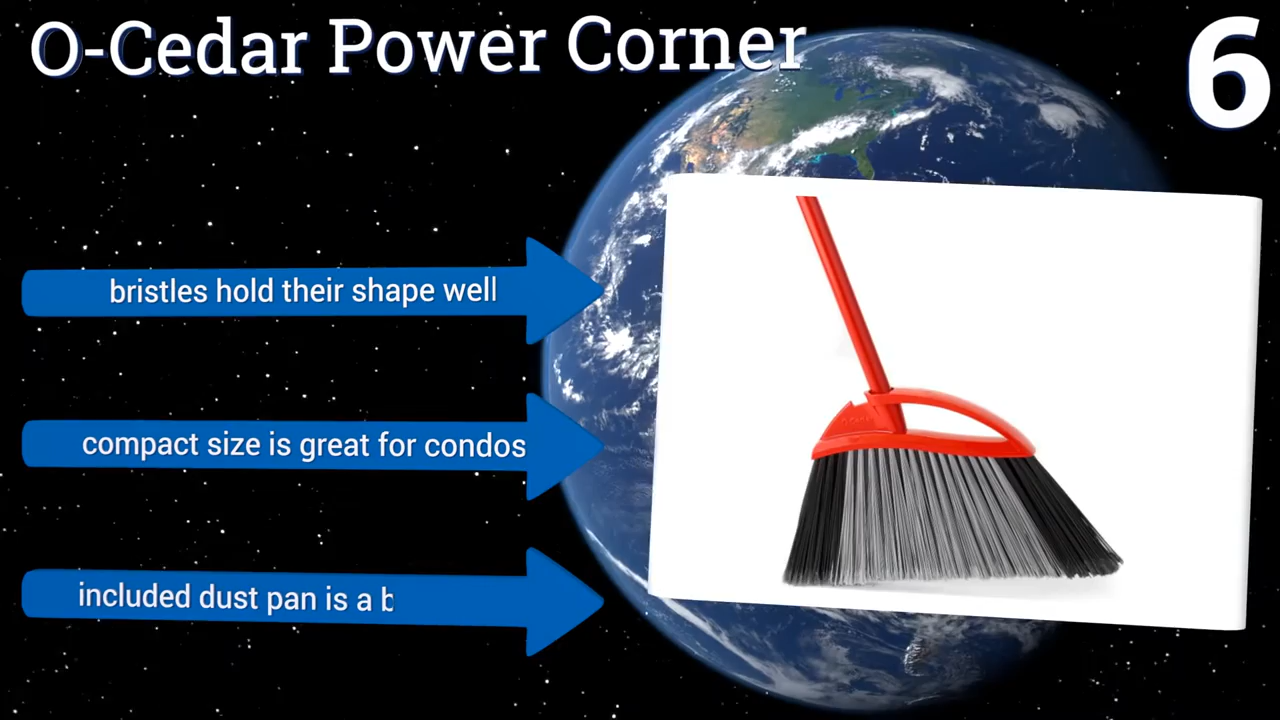 O-Cedar Power Corner
6
bristles hold their shape well
compact size is great for condos
included dust pan is a